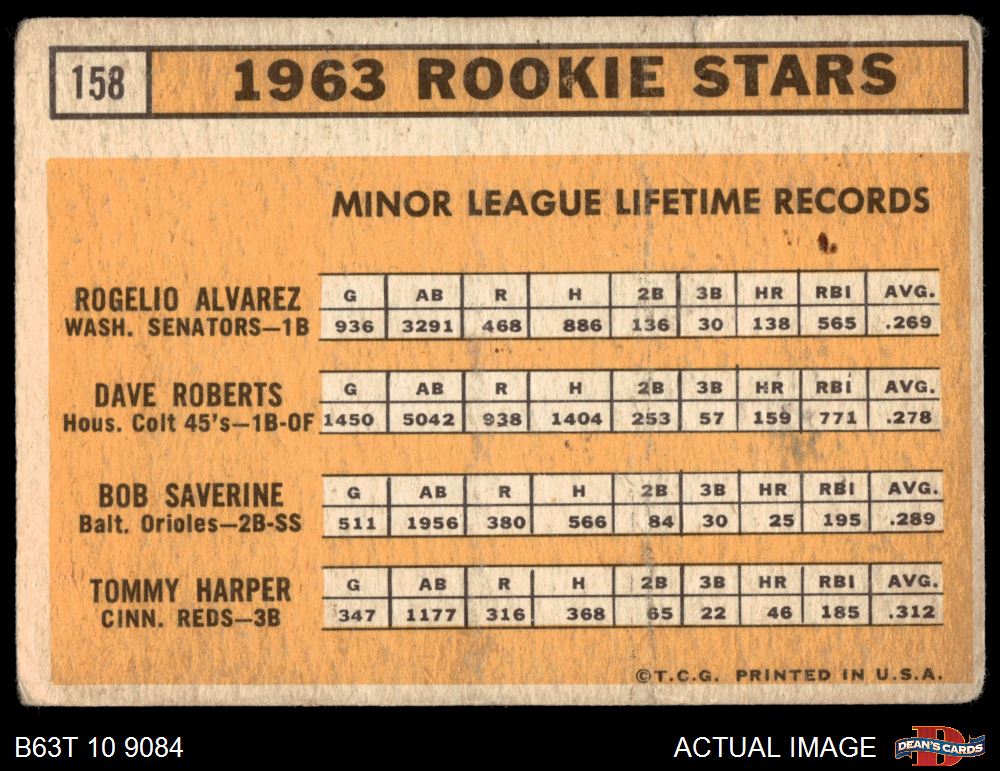 158 1963 ROOKIE STARS
MINOR LEAGUE LIFETIME RECORDS
ROGELIO ALVAREZ G AB R H 2B 3B HR RBI AVG.
WASH. SENATORS—1B 936 3291 468 886 136 30 138 565 .269
DAVE ROBERTS G AB R H 2B 3B HR RBI AVG.
Hous. Colt 45's—1B-OF 1450 5042 938 1404 253 57 159 771 .278
BOB SAVERINE G AB R H 2B 3B HR RBI AVG.
Balt. Orioles—2B-SS 511 1956 380 566 84 30 25 195 .289
TOMMY HARPER G AB R H 2B 3B HR RBI AVG.
CINN. REDS—3B 347 1177 316 368 65 22 46 185 .312
©T.C.G. PRINTED IN U.S.A.
B63T 10 9084 ACTUAL IMAGE DEAN'S CARDS